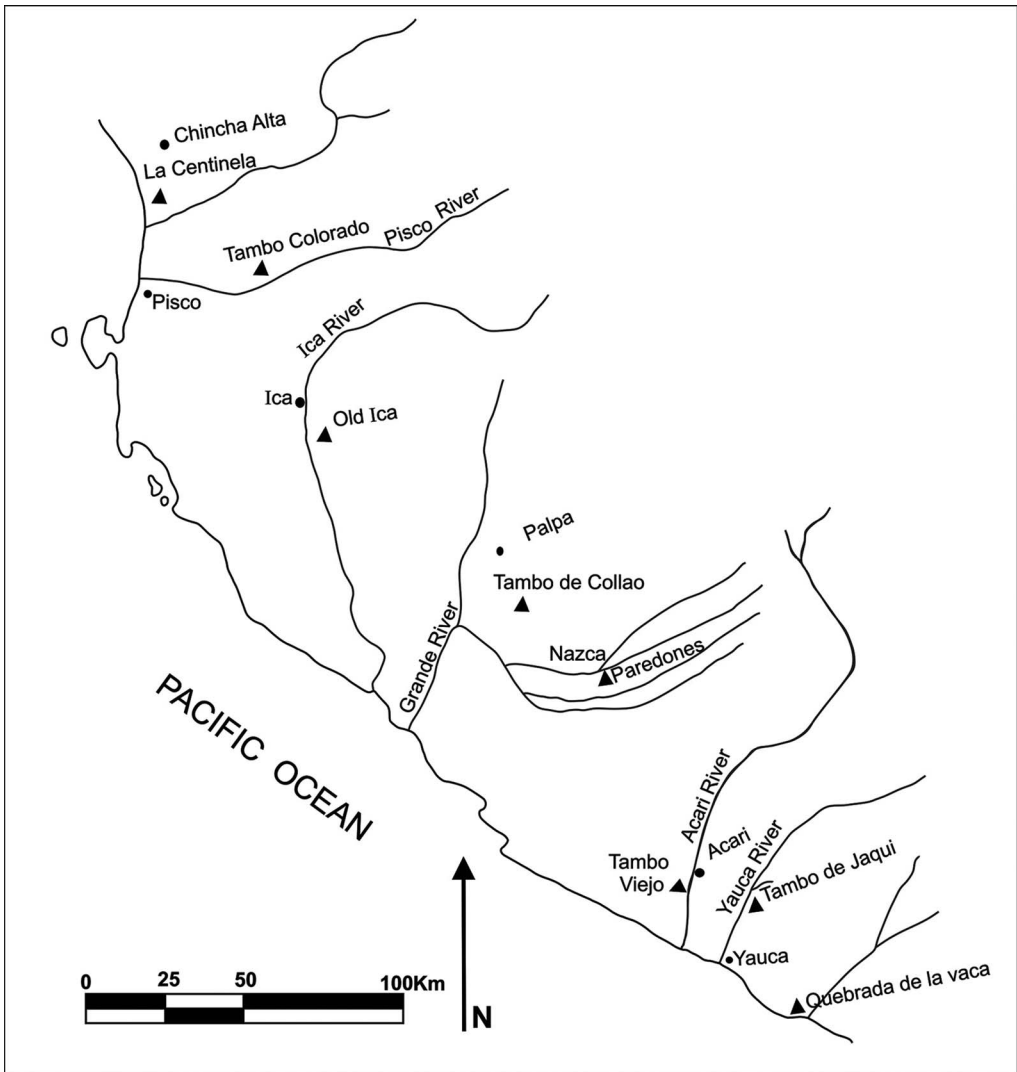 Chincha Alta
La Centinela
Tambo Colorado
Pisco River
Pisco
Ica River
Ica
Old Ica
Palpa
Tambo de Collao
Grande River
Nazca
Paredones
PACIFIC OCEAN
Acari River
Acari
Yauca River
Tambo
Viejo
Tambo de Jaqui
Yauca
Quebrada de la vaca
0 25 50 100Km
N